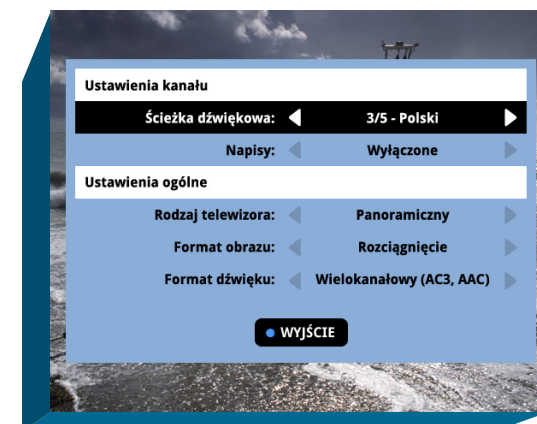 Ustawienia kanału
Ścieżka dźwiękowa: 3/5 - Polski
Napisy: Wyłączone
Ustawienia ogólne
Rodzaj telewizora: Panoramiczny
Format obrazu: Rozciągnięcie
Format dźwięku: Wielokanałowy (AC3, AAC)
WYJŚCIE